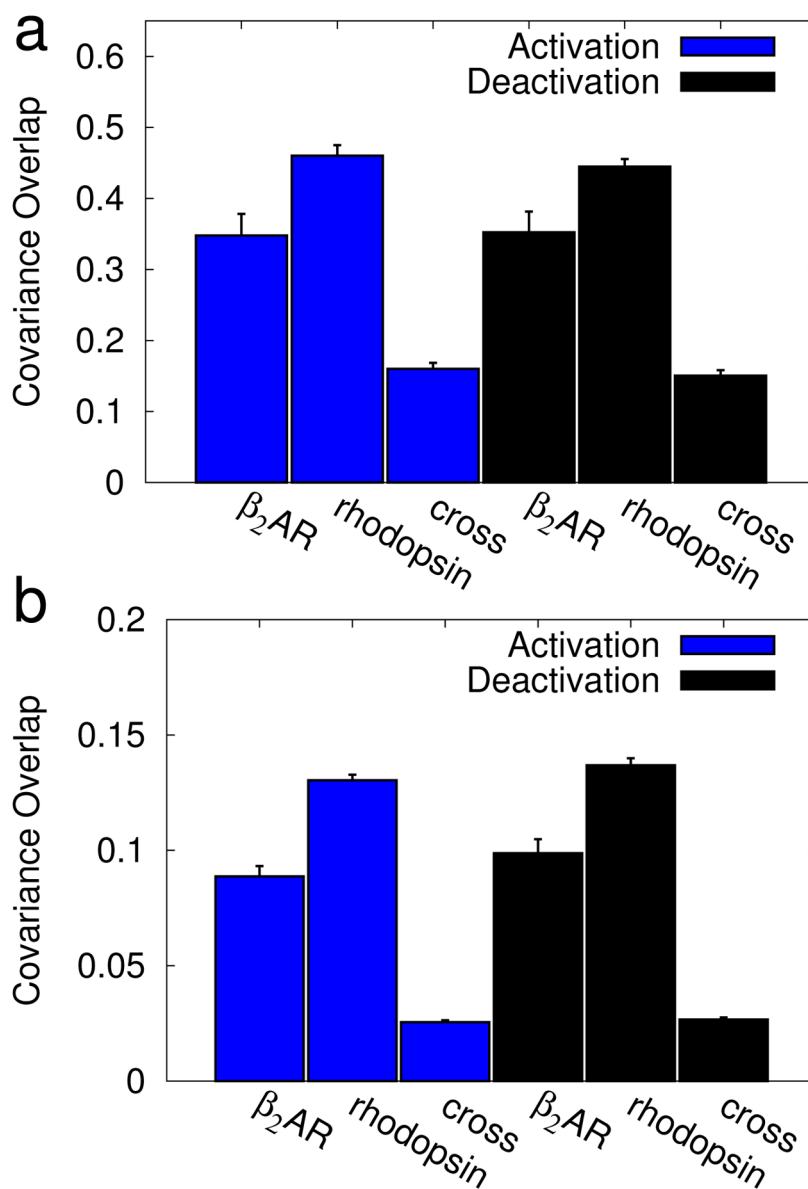 a
Activation
Deactivation
Covariance Overlap
0.6
0.5
0.4
0.3
0.2
0.1
0
β₂AR
rhodopsin
cross
β₂AR
rhodopsin
cross
b
Activation
Deactivation
Covariance Overlap
0.2
0.15
0.1
0.05
0
β₂AR
rhodopsin
cross
β₂AR
rhodopsin
cross